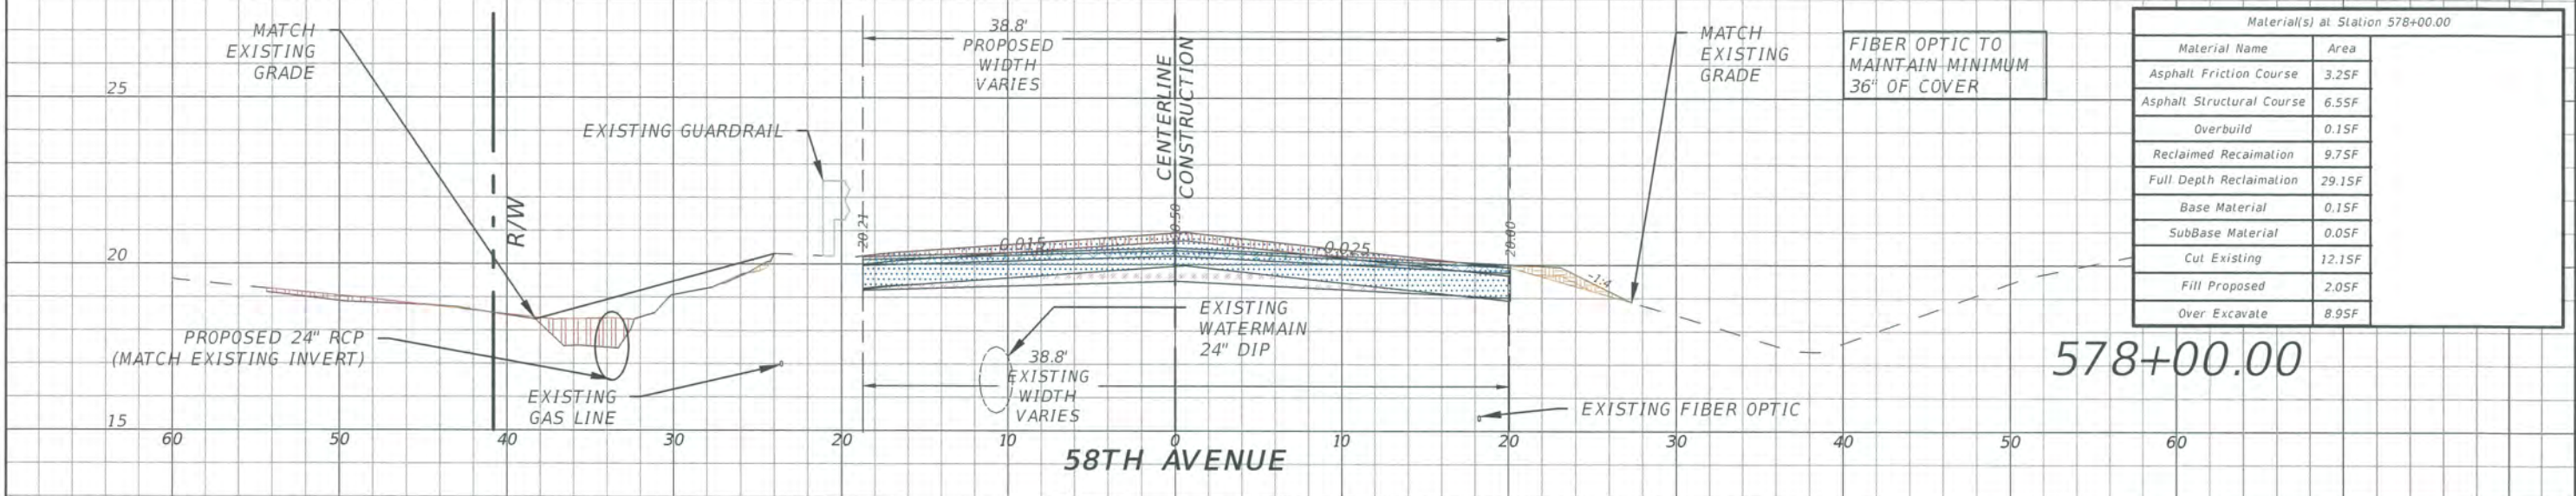 MATCH
EXISTING
GRADE
38.8'
PROPOSED
WIDTH
VARIES
CENTERLINE
CONSTRUCTION
MATCH
EXISTING
GRADE
FIBER OPTIC TO
MAINTAIN MINIMUM
36" OF COVER
Material(s) at Station 578+00.00
Material Name Area
Asphalt Friction Course 3.2SF
Asphalt Structural Course 6.5SF
Overbuild 0.1SF
Reclaimed Recaimation 9.7SF
Full Depth Reclaimation 29.1SF
Base Material 0.1SF
SubBase Material 0.0SF
Cut Existing 12.1SF
Fill Proposed 2.0SF
Over Excavate 8.9SF
25
EXISTING GUARDRAIL
R/W
20.21
20.00
20
0.015
-0.025
-1:4
PROPOSED 24" RCP
(MATCH EXISTING INVERT)
EXISTING
WATERMAIN
24" DIP
EXISTING
GAS LINE
38.8'
EXISTING
WIDTH
VARIES
EXISTING FIBER OPTIC
578+00.00
15
60 50 40 30 20 10 0 10 20 30 40 50 60
58TH AVENUE